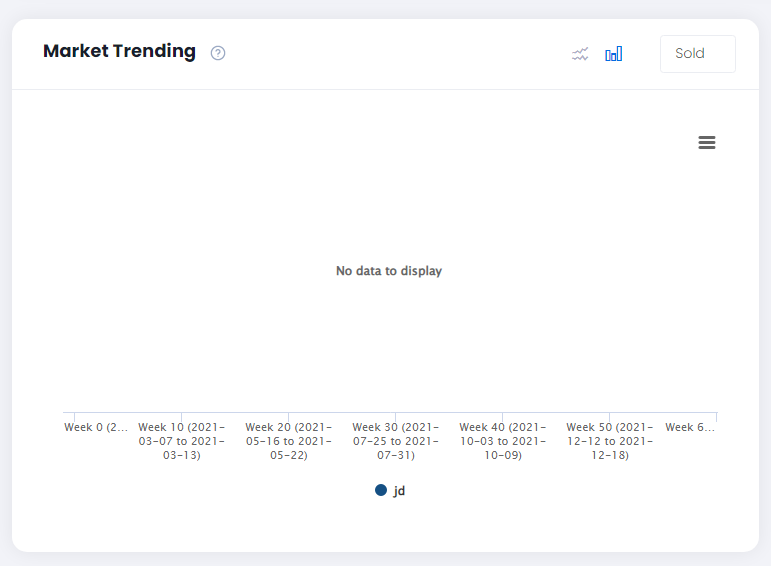 Market Trending
Sold
No data to display
Week 0 (2...
Week 10 (2021-
03-07 to 2021-
03-13)
Week 20 (2021-
05-16 to 2021-
05-22)
Week 30 (2021-
07-25 to 2021-
07-31)
Week 40 (2021-
10-03 to 2021-
10-09)
Week 50 (2021-
12-12 to 2021-
12-18)
Week 6...
jd